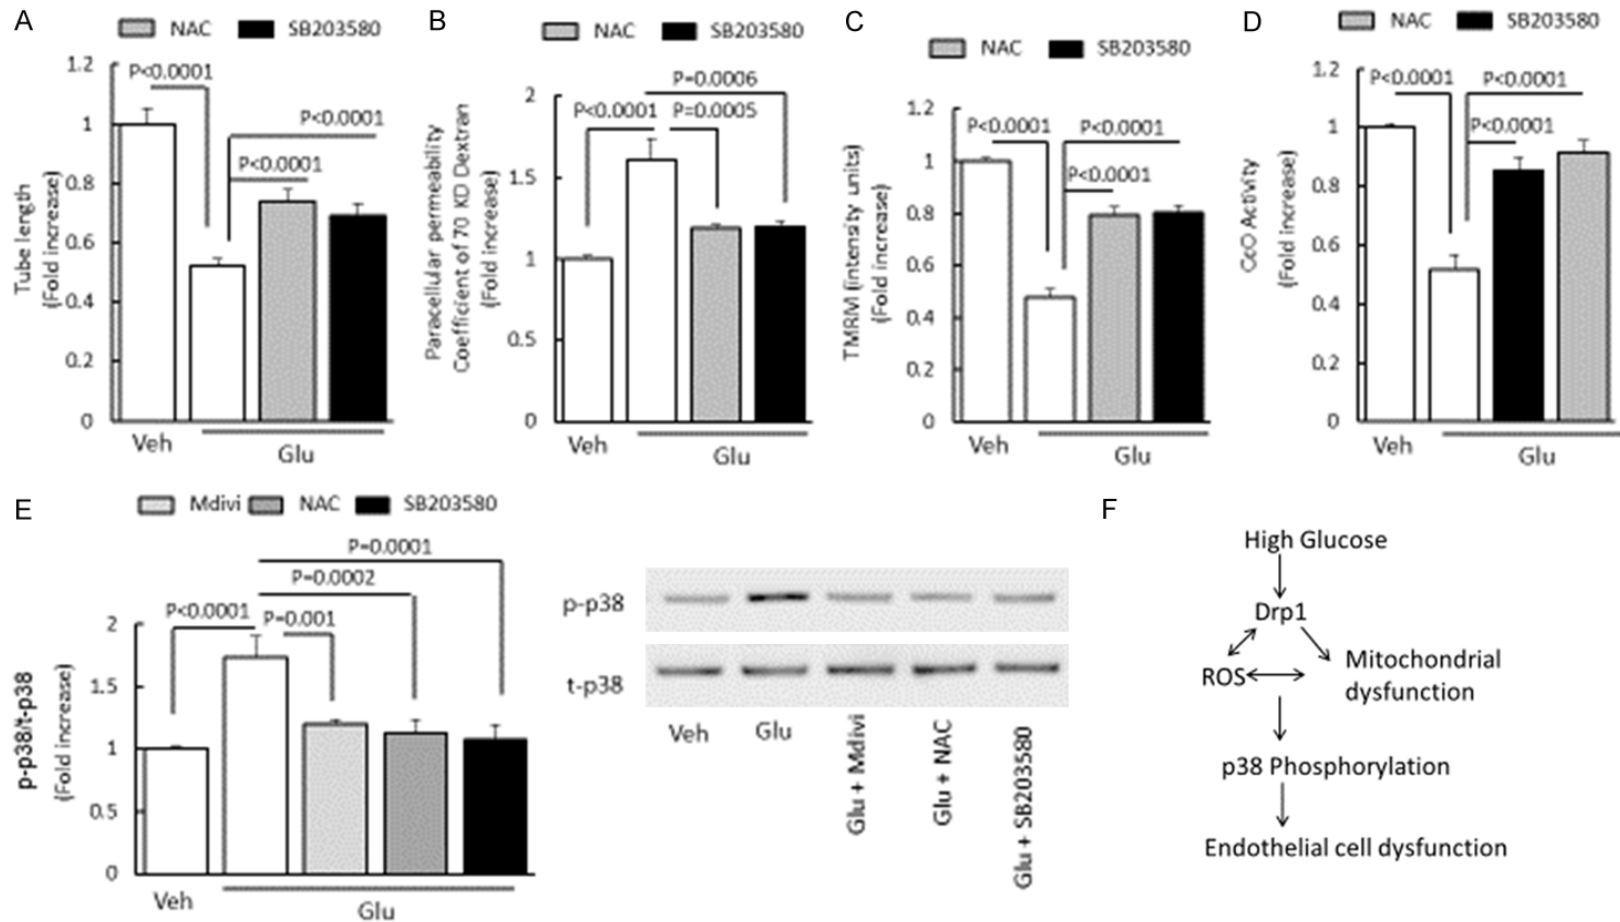 A
NAC SB203580
Tube length
(Fold increase)
1.2
1
0.8
0.6
0.4
0.2
0
P<0.0001
P<0.0001
P<0.0001
Veh
Glu
B
NAC SB203580
Paracellular permeability
Coefficient of 70 KD Dextran
(Fold increase)
2
1.5
1
0.5
0
P=0.0006
P<0.0001 P=0.0005
Veh
Glu
C
NAC SB203580
TMRM (intensity units)
(Fold increase)
1.2
1
0.8
0.6
0.4
0.2
0
P<0.0001 P<0.0001
P<0.0001
Veh
Glu
D
NAC SB203580
CcO Activity
(Fold increase)
1.2
1
0.8
0.6
0.4
0.2
0
P<0.0001 P<0.0001
P<0.0001
Veh
Glu
E
Mdivi NAC SB203580
p-p38/t-p38
(Fold increase)
2
1.5
1
0.5
0
P=0.0001
P=0.0002
P<0.0001 P=0.001
Veh
Glu
p-p38
t-p38
Veh
Glu
Glu + Mdivi
Glu + NAC
Glu + SB203580
F
High Glucose
Drp1
ROS
Mitochondrial
dysfunction
p38 Phosphorylation
Endothelial cell dysfunction